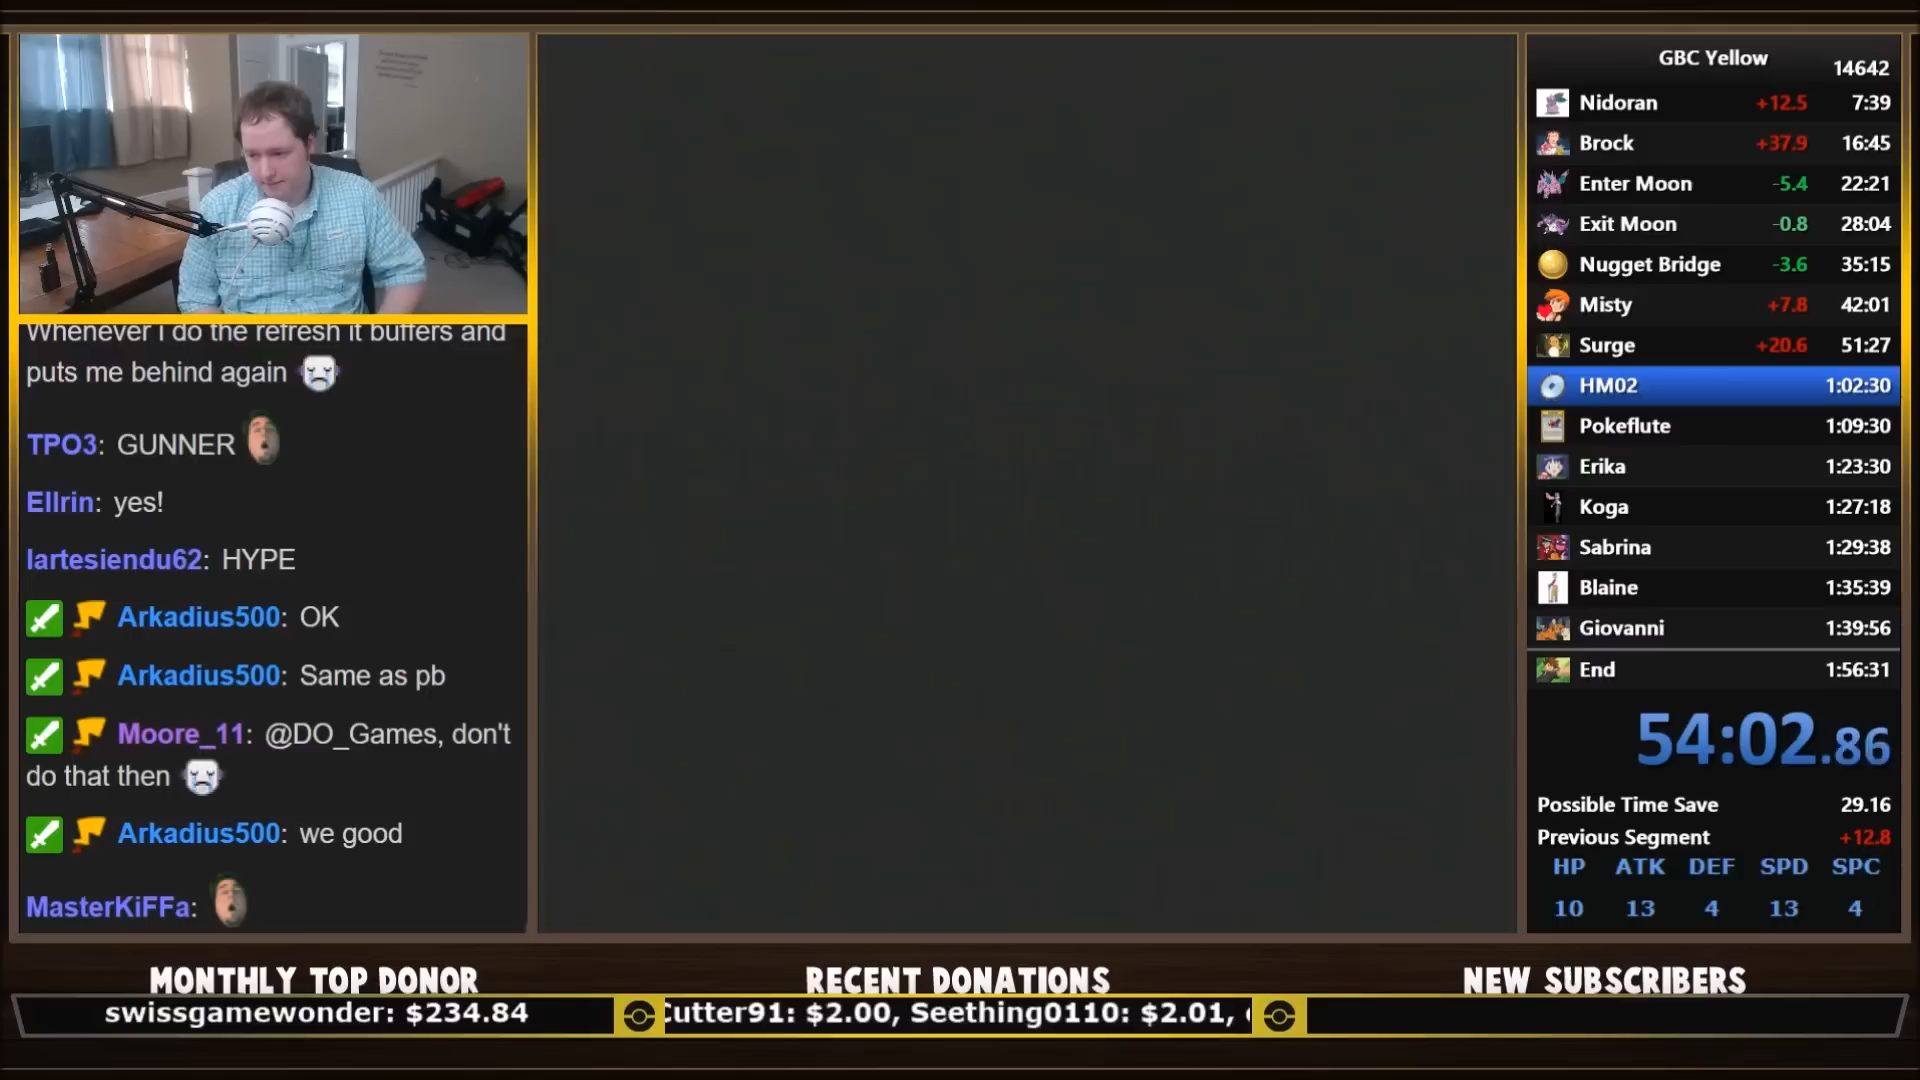 Whenever I do the refresh it buffers and
puts me behind again
TPO3: GUNNER
Ellrin: yes!
lartesiendu62: HYPE
Arkadius500: OK
Arkadius500: Same as pb
Moore_11: @DO_Games, don't
do that then
Arkadius500: we good
MasterKiFFa:
GBC Yellow 14642
Nidoran +12.5 7:39
Brock +37.9 16:45
Enter Moon -5.4 22:21
Exit Moon -0.8 28:04
Nugget Bridge -3.6 35:15
Misty +7.8 42:01
Surge +20.6 51:27
HM02 1:02:30
Pokeflute 1:09:30
Erika 1:23:30
Koga 1:27:18
Sabrina 1:29:38
Blaine 1:35:39
Giovanni 1:39:56
End 1:56:31
54:02.86
Possible Time Save 29.16
Previous Segment +12.8
HP ATK DEF SPD SPC
10 13 4 13 4
MONTHLY TOP DONOR
swissgamewonder: $234.84
RECENT DONATIONS
Cutter91: $2.00, Seething0110: $2.01,
NEW SUBSCRIBERS